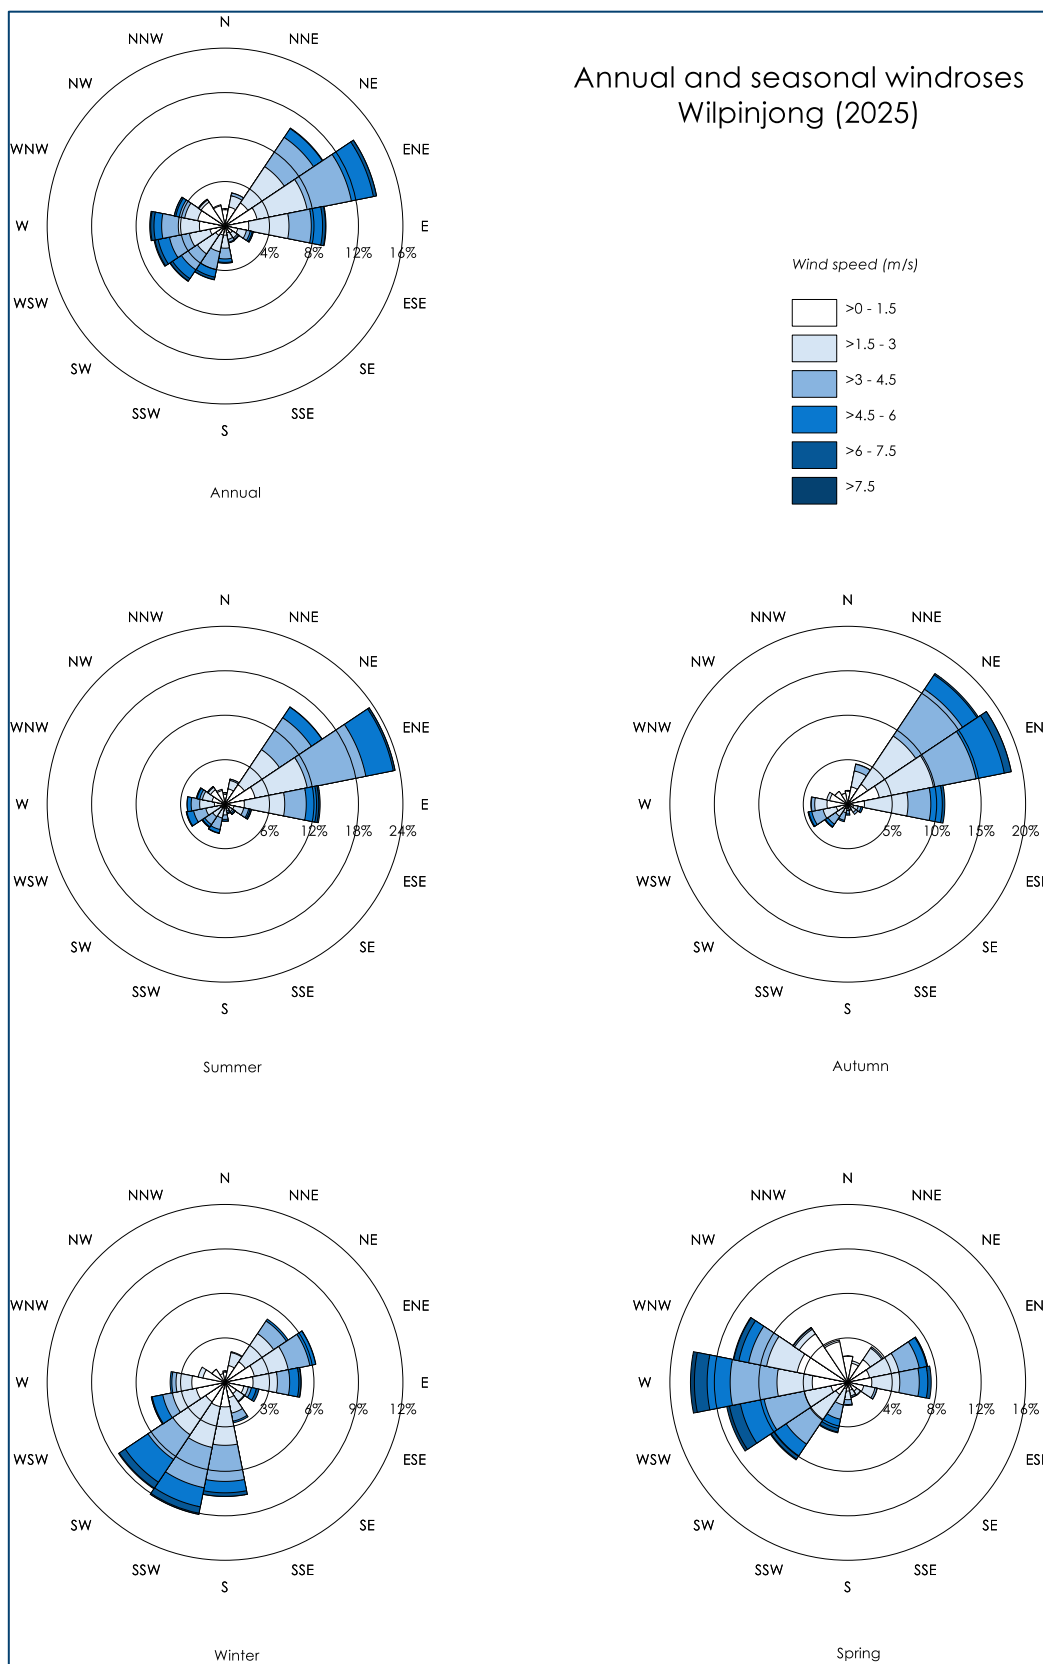 Annual and seasonal windroses
Wilpinjong (2025)
N
NNW
NNE
NW
NE
WNW
ENE
W
E
4%
8%
12%
16%
WSW
ESE
SW
SE
SSW
SSE
S
Annual
Wind speed (m/s)
>0 - 1.5
>1.5 - 3
>3 - 4.5
>4.5 - 6
>6 - 7.5
>7.5
N
NNW
NNE
NW
NE
WNW
ENE
W
E
6%
12%
18%
24%
WSW
ESE
SW
SE
SSW
SSE
S
Summer
N
NNW
NNE
NW
NE
WNW
EN
W
5%
10%
15%
20%
WSW
ESE
SW
SE
SSW
SSE
S
Autumn
N
NNW
NNE
NW
NE
WNW
ENE
W
E
3%
6%
9%
12%
WSW
ESE
SW
SE
SSW
SSE
S
Winter
N
NNW
NNE
NW
NE
WNW
EN
W
4%
8%
12%
16%
WSW
ESE
SW
SE
SSW
SSE
S
Spring